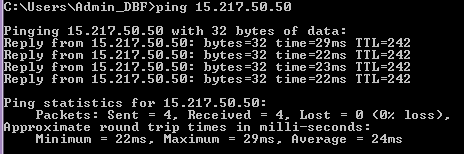 C:\Users\Admin_DBF>ping 15.217.50.50
Pinging 15.217.50.50 with 32 bytes of data:
Reply from 15.217.50.50: bytes=32 time=29ms TTL=242
Reply from 15.217.50.50: bytes=32 time=22ms TTL=242
Reply from 15.217.50.50: bytes=32 time=23ms TTL=242
Reply from 15.217.50.50: bytes=32 time=22ms TTL=242
Ping statistics for 15.217.50.50:
Packets: Sent = 4, Received = 4, Lost = 0 (0% loss),
Approximate round trip times in milli-seconds:
Minimum = 22ms, Maximum = 29ms, Average = 24ms